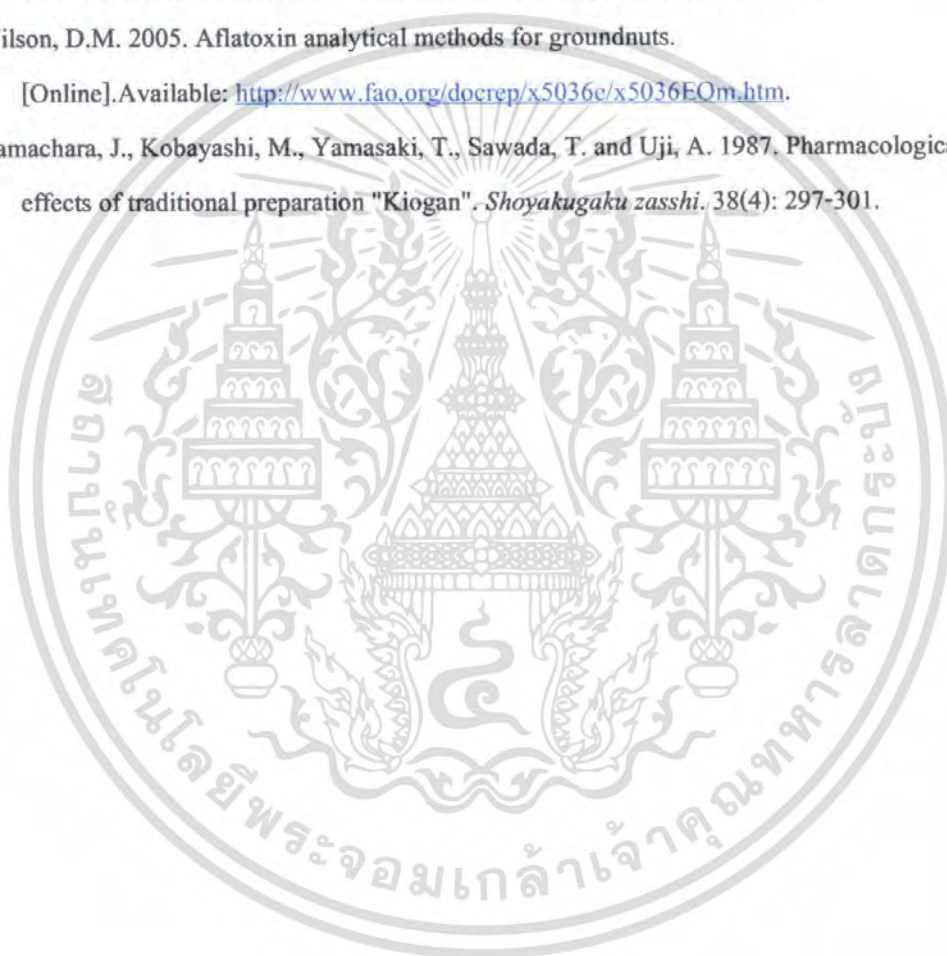 ilson, D.M. 2005. Aflatoxin analytical methods for groundnuts.
[Online].Available: http://www.fao.org/docrep/x5036e/x5036EOm.htm.
amachara, J., Kobayashi, M., Yamasaki, T., Sawada, T. and Uji, A. 1987. Pharmacologica
effects of traditional preparation "Kiogan". Shoyakugaku zasshi. 38(4): 297-301.
สถาบันเทคโนโลยีพระจอมเกล้าเจ้าคุณทหารลาดกระบัง